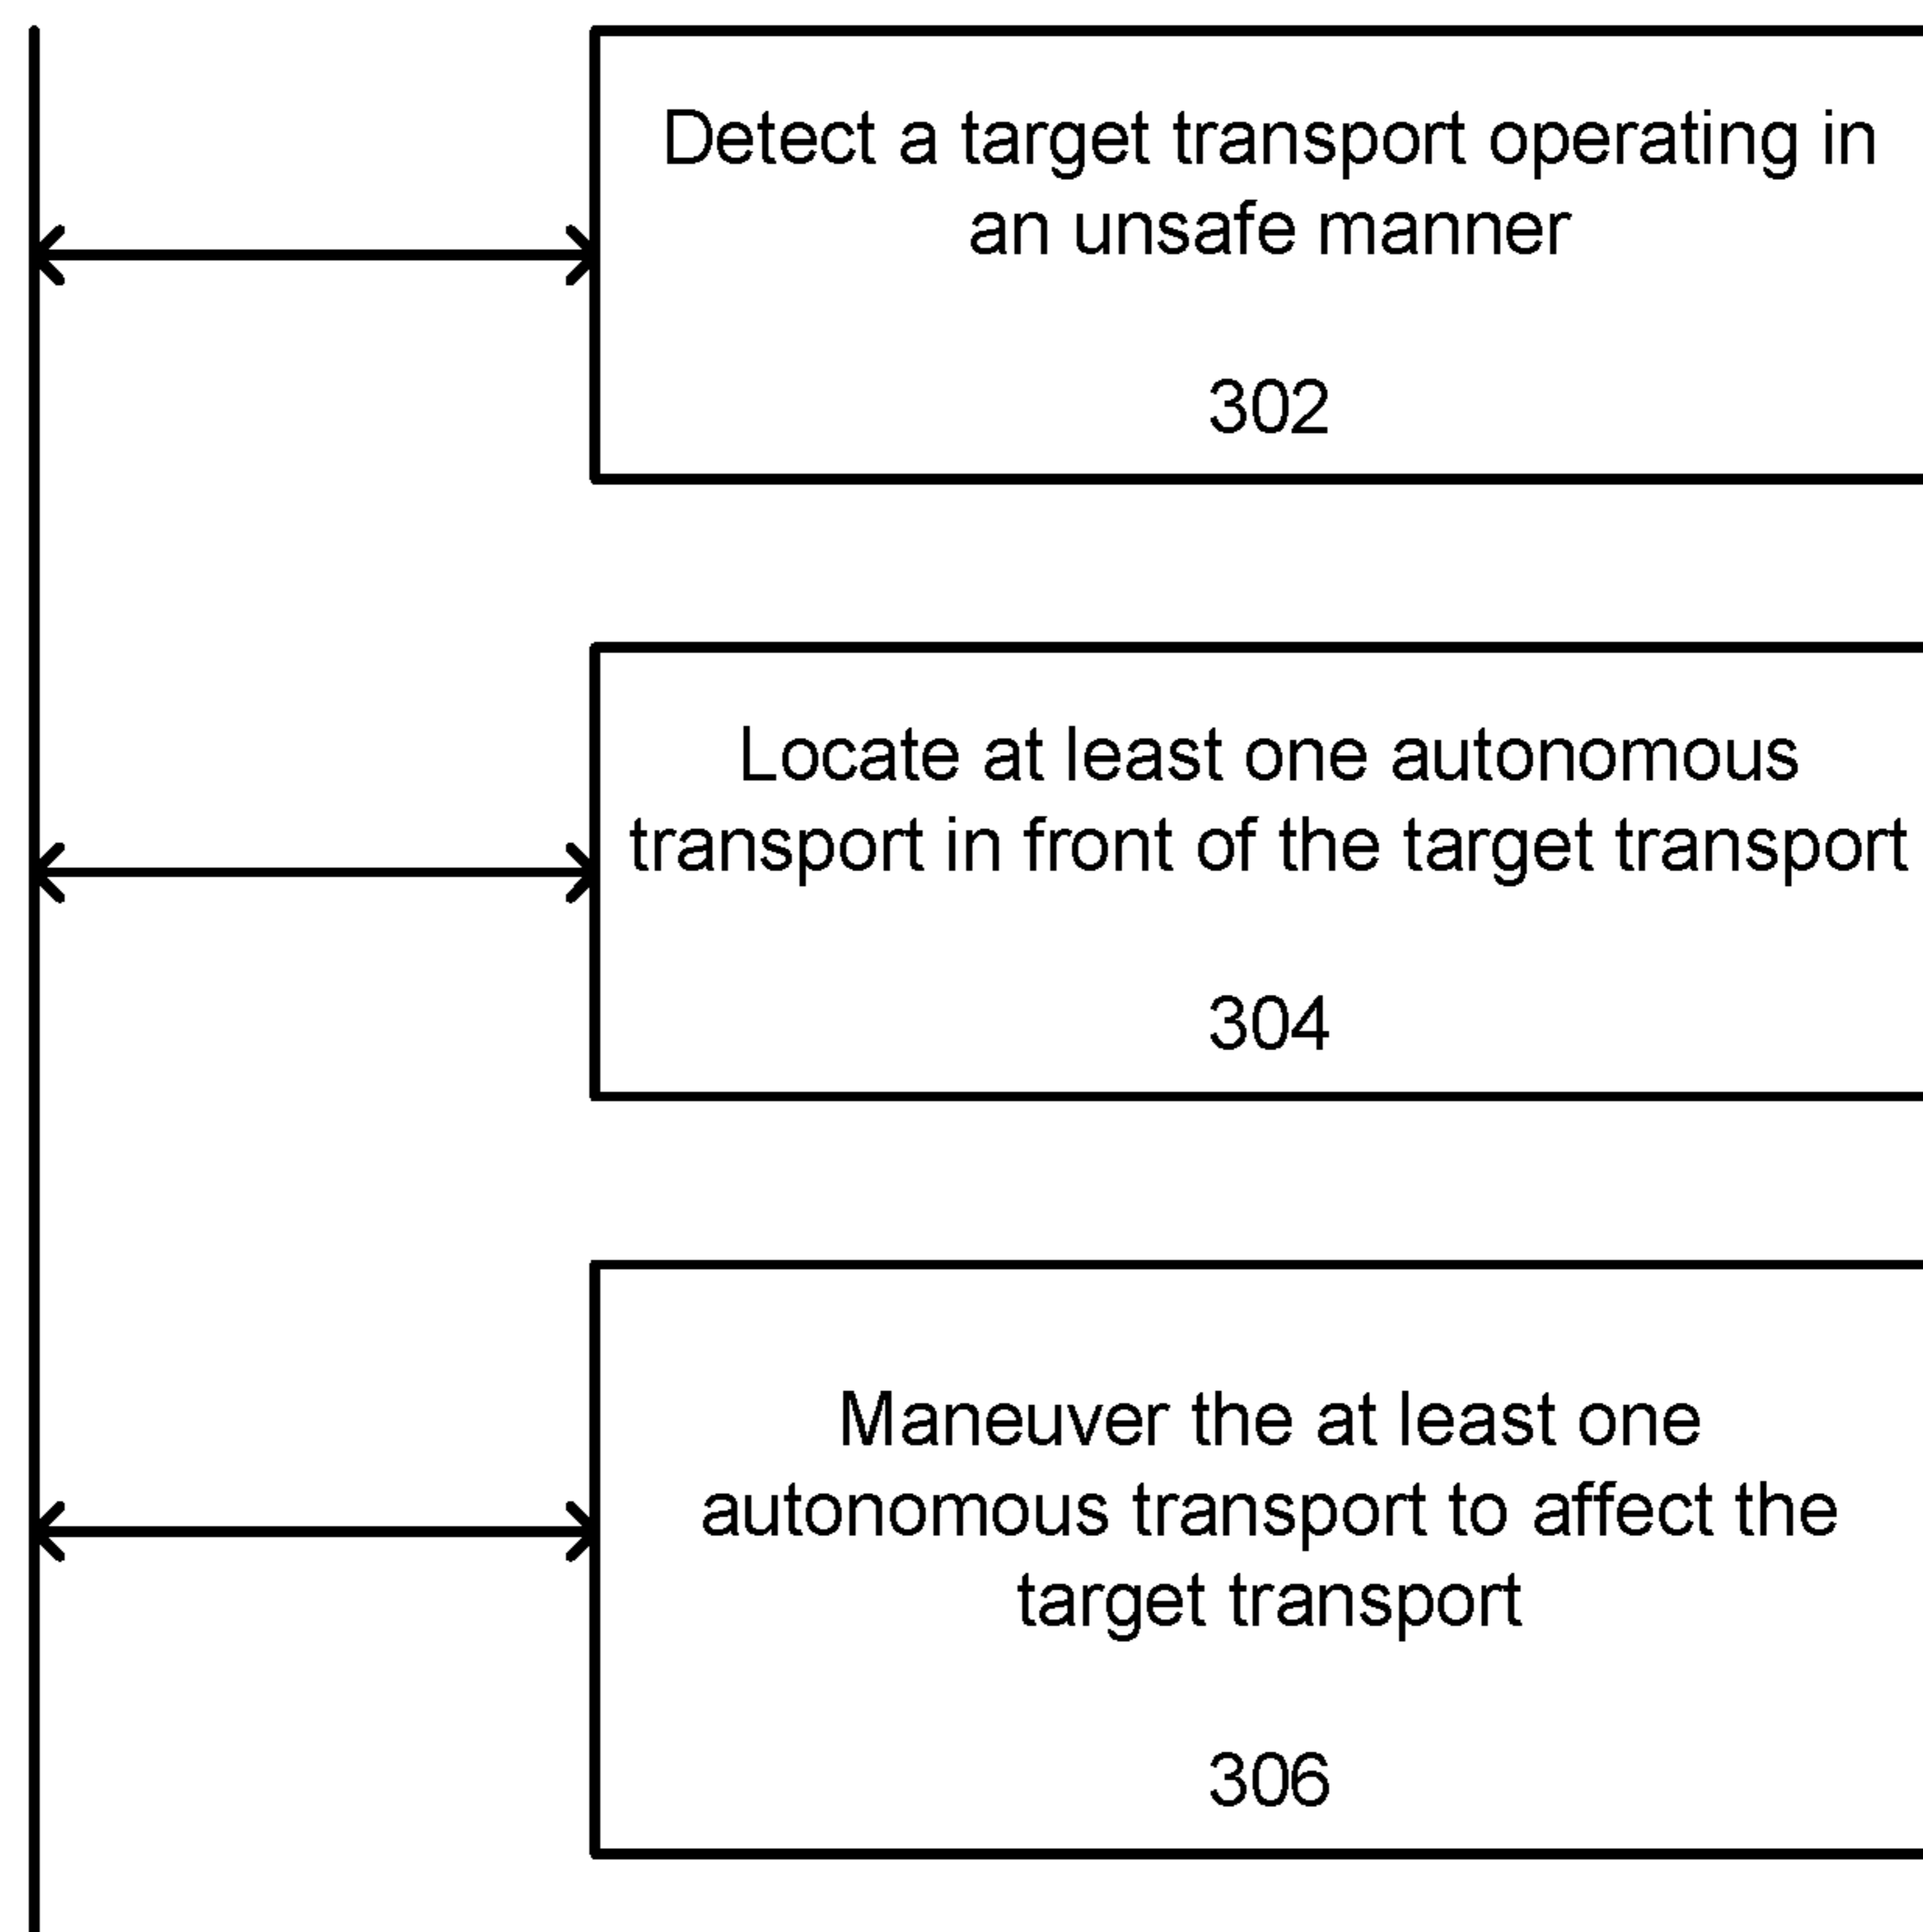 Detect a target transport operating in
an unsafe manner
302
Locate at least one autonomous
transport in front of the target transport
304
Maneuver the at least one
autonomous transport to affect the
target transport
306